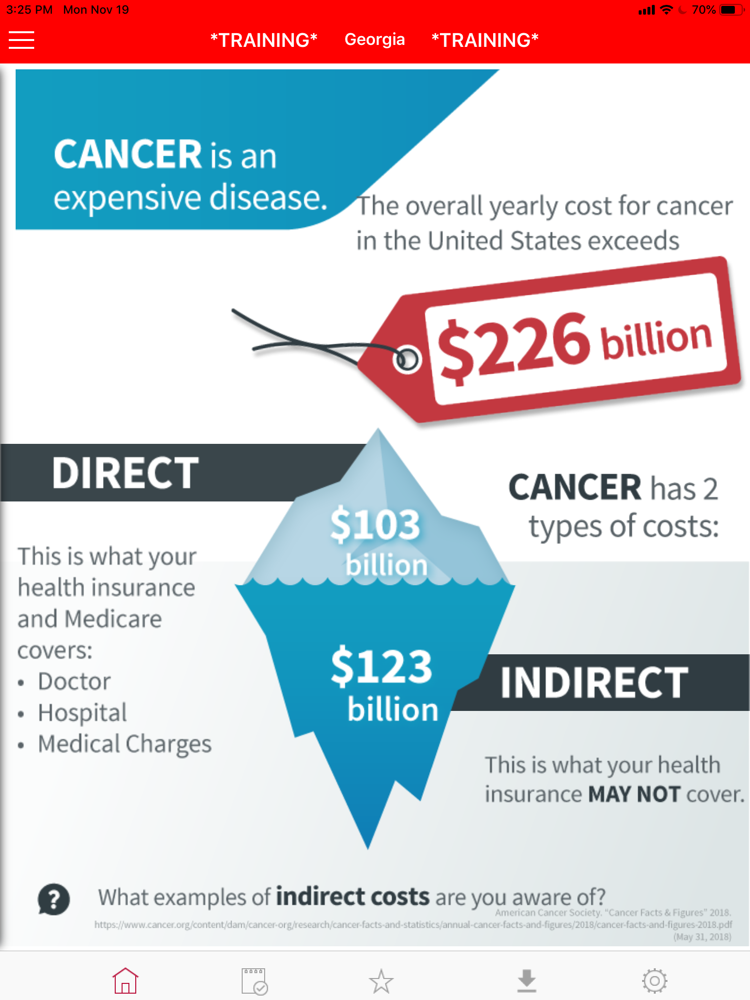 3:25 PM Mon Nov 19
70%
*TRAINING* Georgia *TRAINING*
CANCER is an
expensive disease.
The overall yearly cost for cancer
in the United States exceeds
$226 billion
DIRECT
$103
billion
CANCER has 2
types of costs:
This is what your
health insurance
and Medicare
covers:
• Doctor
• Hospital
• Medical Charges
$123
billion
INDIRECT
This is what your health
insurance MAY NOT cover.
? What examples of indirect costs are you aware of?
American Cancer Society. “Cancer Facts & Figures” 2018.
https://www.cancer.org/content/dam/cancer-org/research/cancer-facts-and-statistics/annual-cancer-facts-and-figures/2018/cancer-facts-and-figures-2018.pdf
(May 31, 2018)